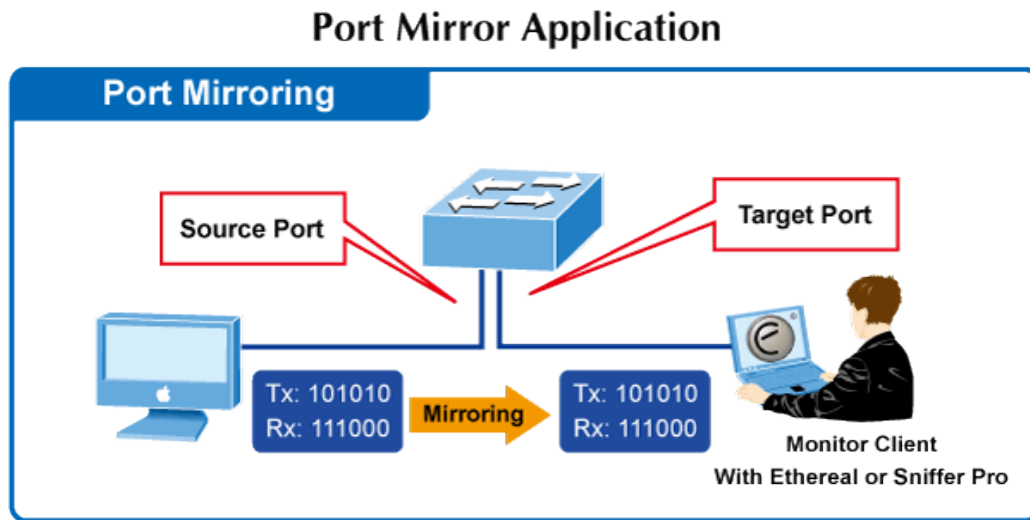 Port Mirror Application
Port Mirroring
Source Port
Target Port
Tx: 101010
Rx: 111000
Mirroring
Tx: 101010
Rx: 111000
Monitor Client
With Ethereal or Sniffer Pro